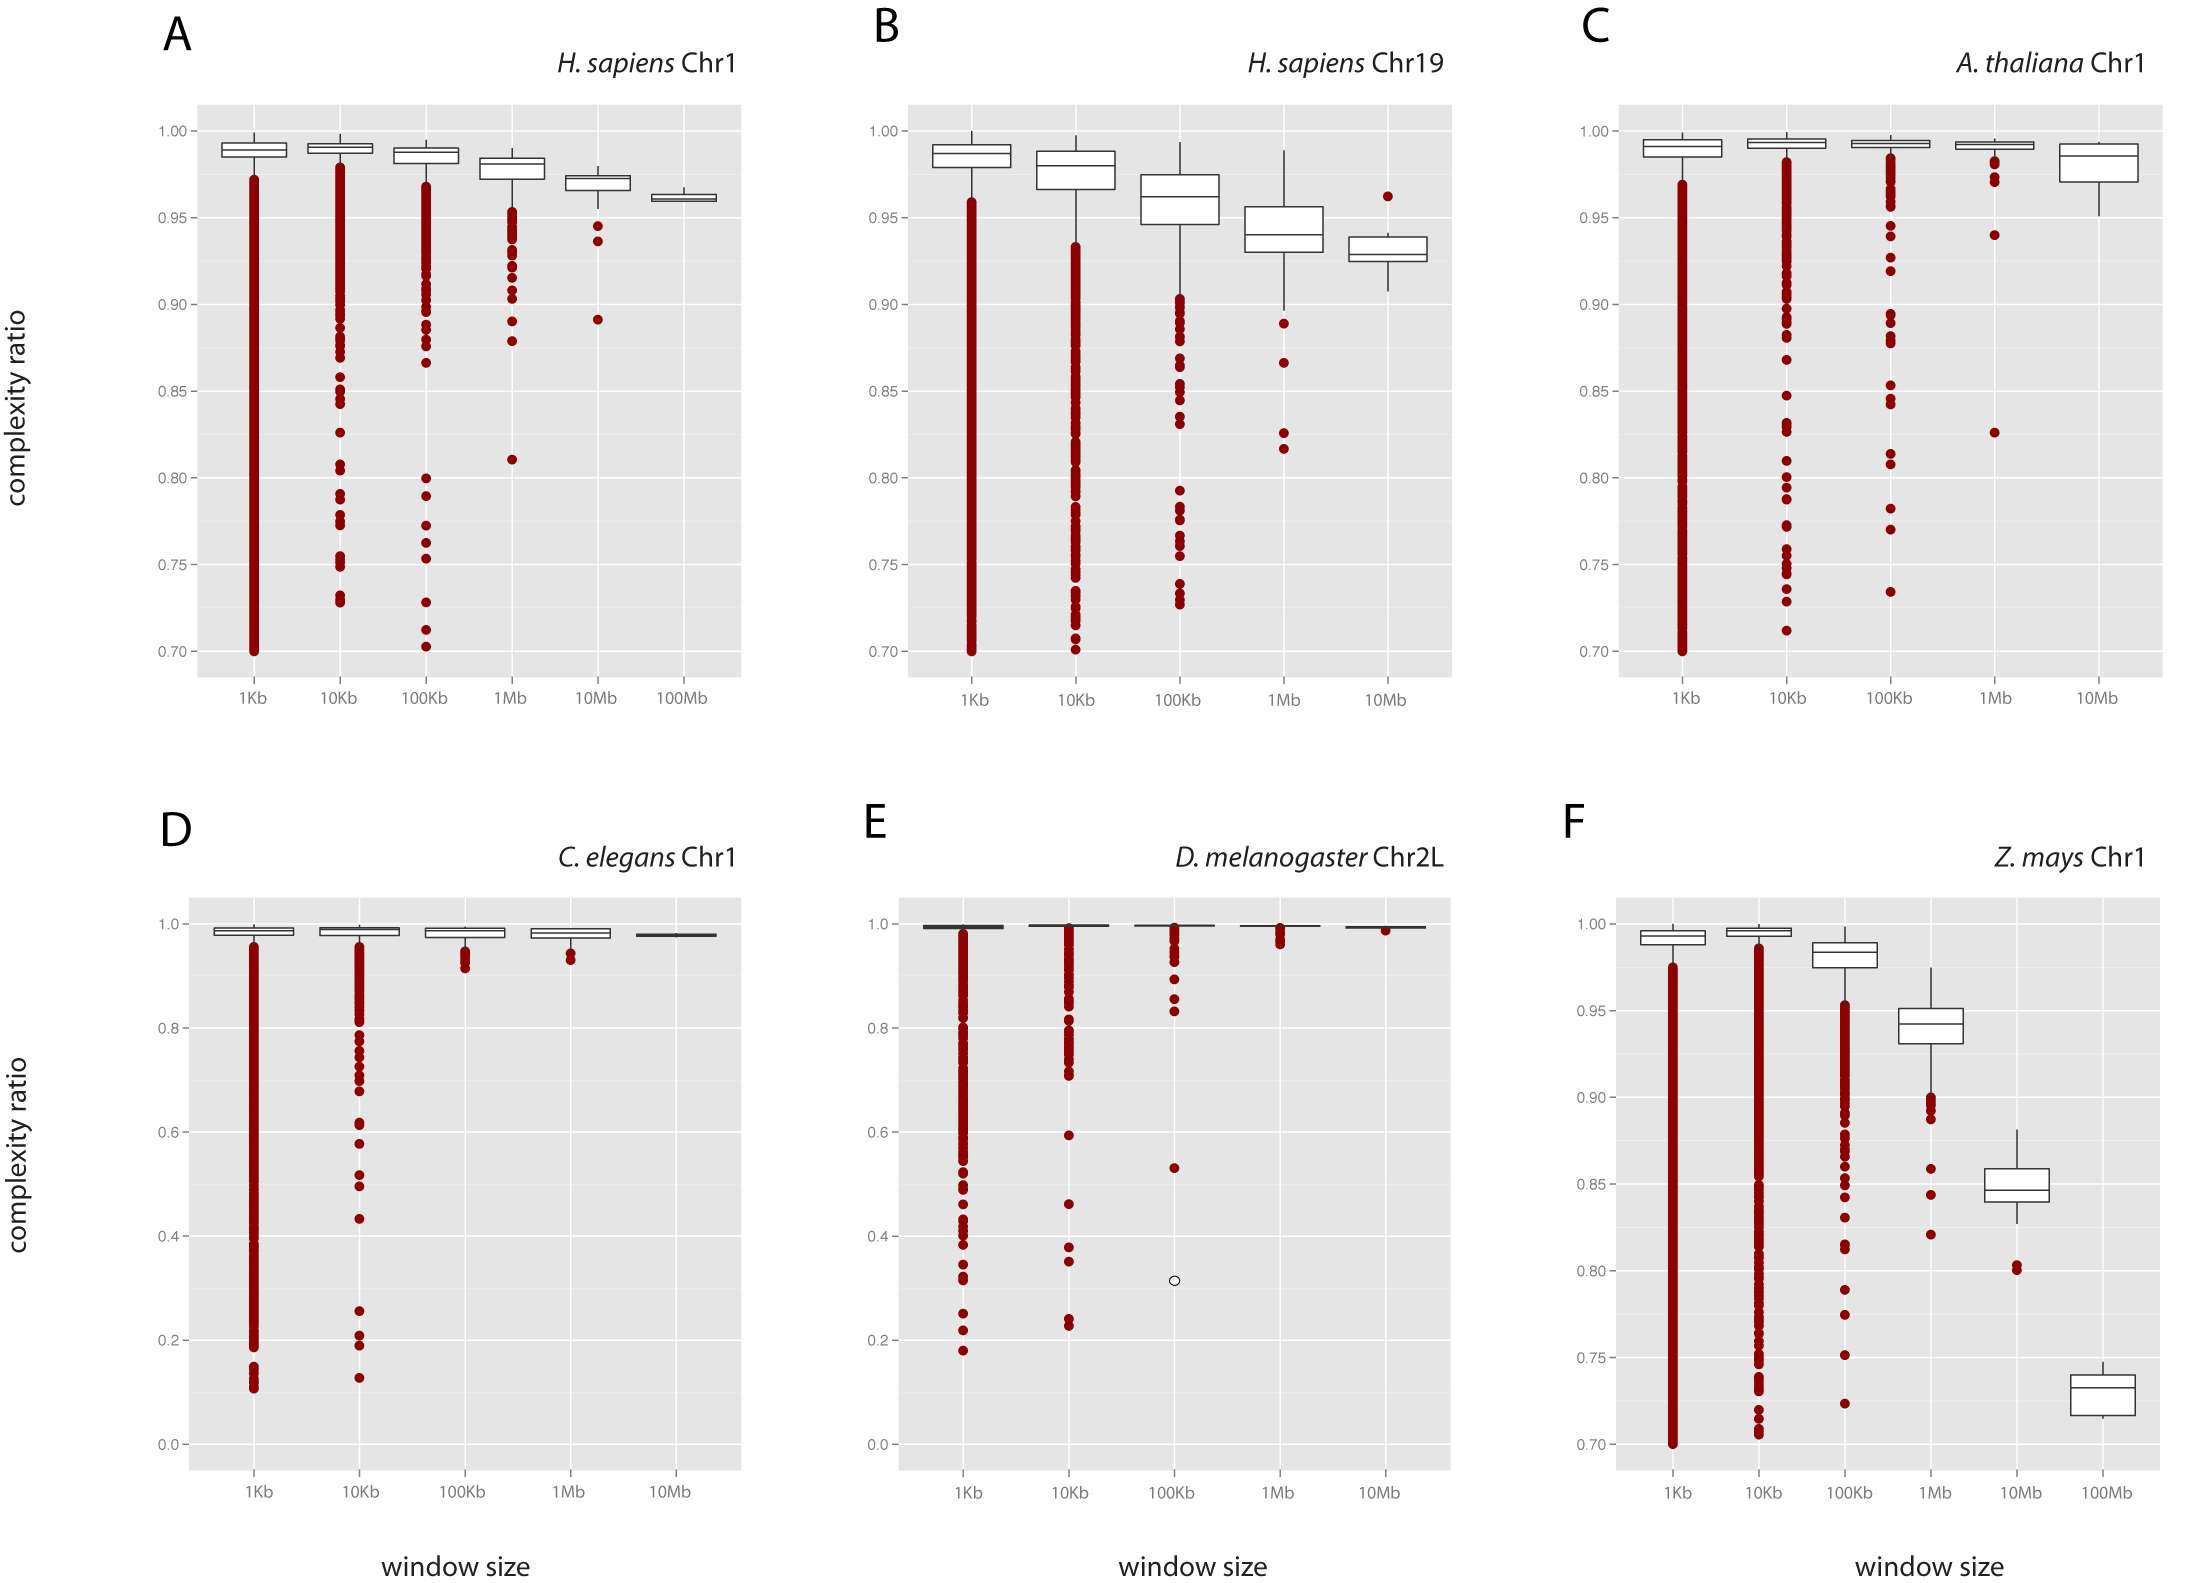 A
H. sapiens Chr1
B
H. sapiens Chr19
C
A. thaliana Chr1
complexity ratio
1.00
0.95
0.90
0.85
0.80
0.75
0.70
1Kb 10Kb 100Kb 1Mb 10Mb 100Mb
1.00
0.95
0.90
0.85
0.80
0.75
0.70
1Kb 10Kb 100Kb 1Mb 10Mb
1.00
0.95
0.90
0.85
0.80
0.75
0.70
1Kb 10Kb 100Kb 1Mb 10Mb
D
C. elegans Chr1
E
D. melanogaster Chr2L
F
Z. mays Chr1
complexity ratio
1.0
0.8
0.6
0.4
0.2
0.0
1Kb 10Kb 100Kb 1Mb 10Mb
1.0
0.8
0.6
0.4
0.2
0.0
1Kb 10Kb 100Kb 1Mb 10Mb
1.00
0.95
0.90
0.85
0.80
0.75
0.70
1Kb 10Kb 100Kb 1Mb 10Mb 100Mb
window size
window size
window size